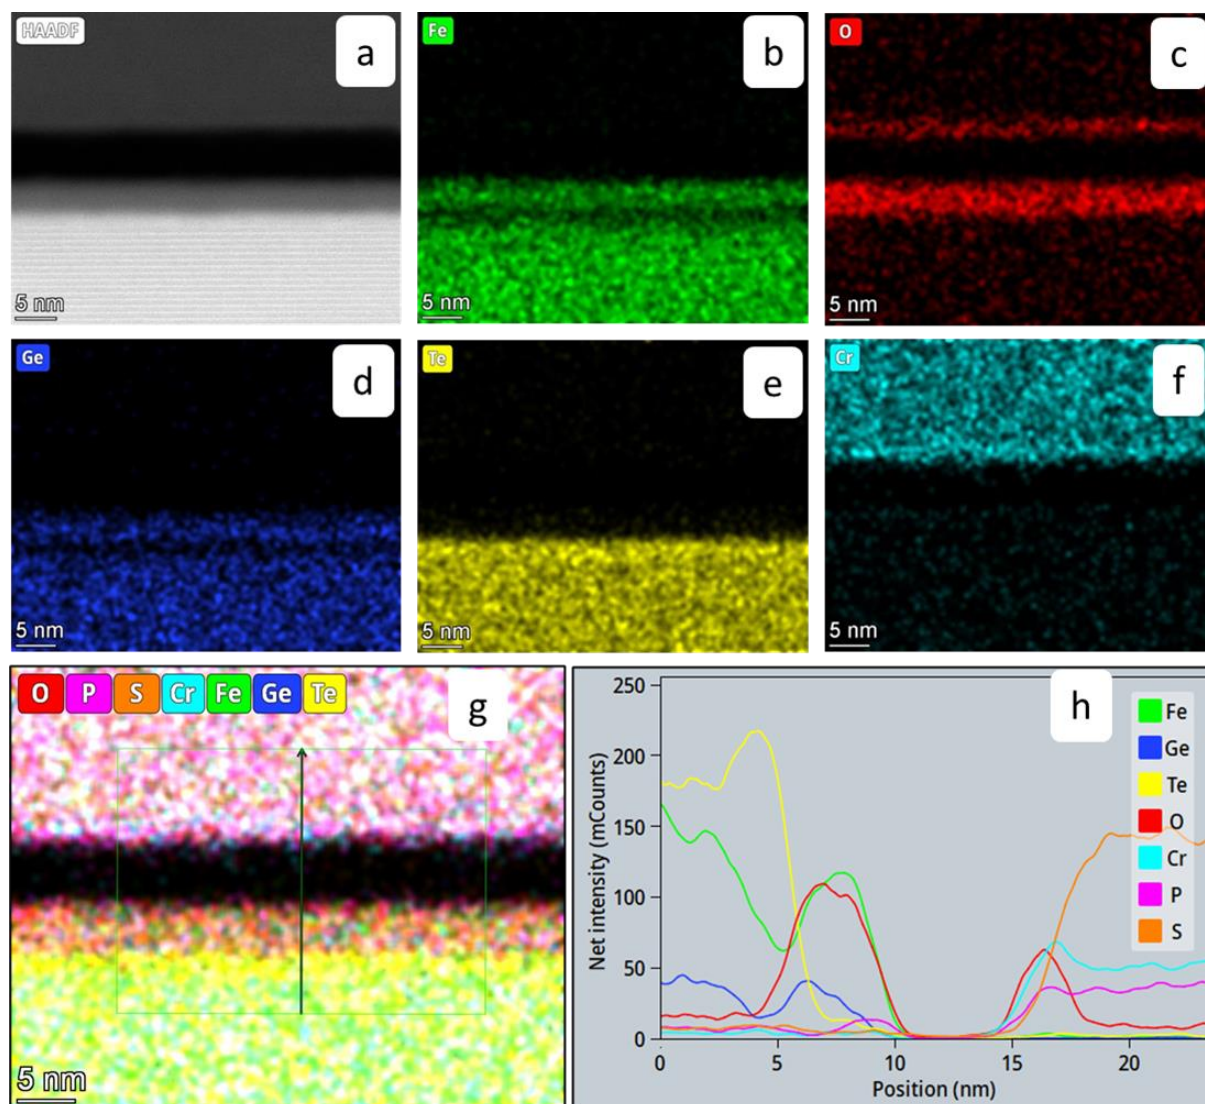 HAADF
a
5 nm
Fe
b
5 nm
O
c
5 nm
Ge
d
5 nm
Te
e
5 nm
Cr
f
5 nm
O P S Cr Fe Ge Te
g
5 nm
h
250
200
150
100
50
0
Net intensity (mCounts)
0 5 10 15 20
Position (nm)
Fe
Ge
Te
O
Cr
P
S